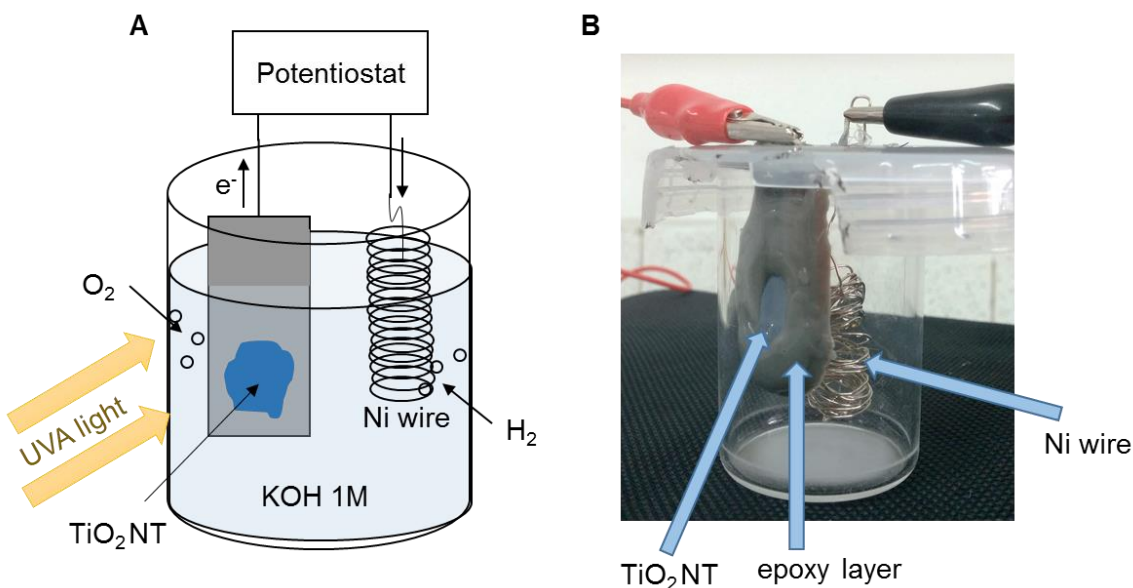 A
Potentiostat
e-
O2
UVA light
Ni wire
H2
KOH 1M
TiO2NT
B
Ni wire
TiO2NT
epoxy layer